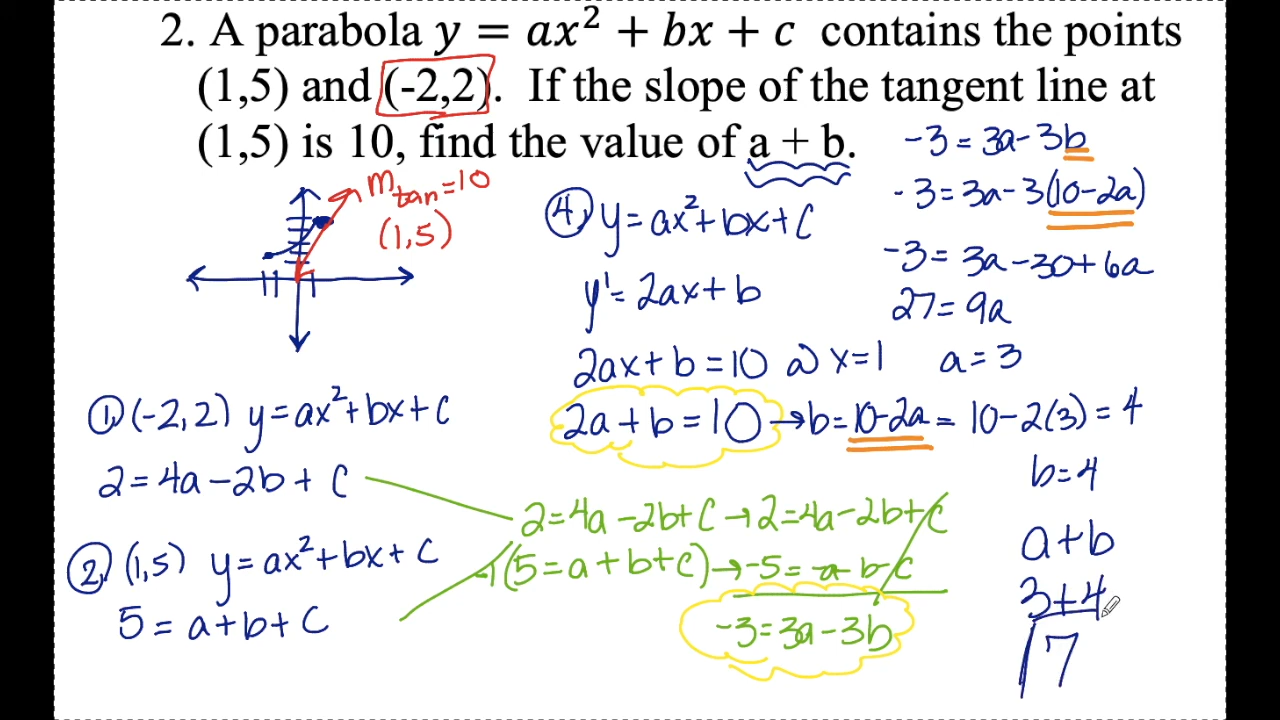 2. A parabola y = ax² + bx + c contains the points
(1,5) and (-2,2). If the slope of the tangent line at
(1,5) is 10, find the value of a + b.
m tan = 10
(1,5)
① (-2,2) y = ax² + bx + C
2 = 4a - 2b + C
② (1,5) y = ax² + bx + C
5 = a + b + C
④ y = ax² + bx + C
y' = 2ax + b
2ax + b = 10 @ x = 1
2a + b = 10 → b = 10 - 2a = 10 - 2(3) = 4
2 = 4a - 2b + C → 2 = 4a - 2b + C
-1(5 = a + b + C) → -5 = -a - b - C
-3 = 3a - 3b
-3 = 3a - 3b
-3 = 3a - 3(10 - 2a)
-3 = 3a - 30 + 6a
27 = 9a
a = 3
b = 4
a + b
3 + 4
7